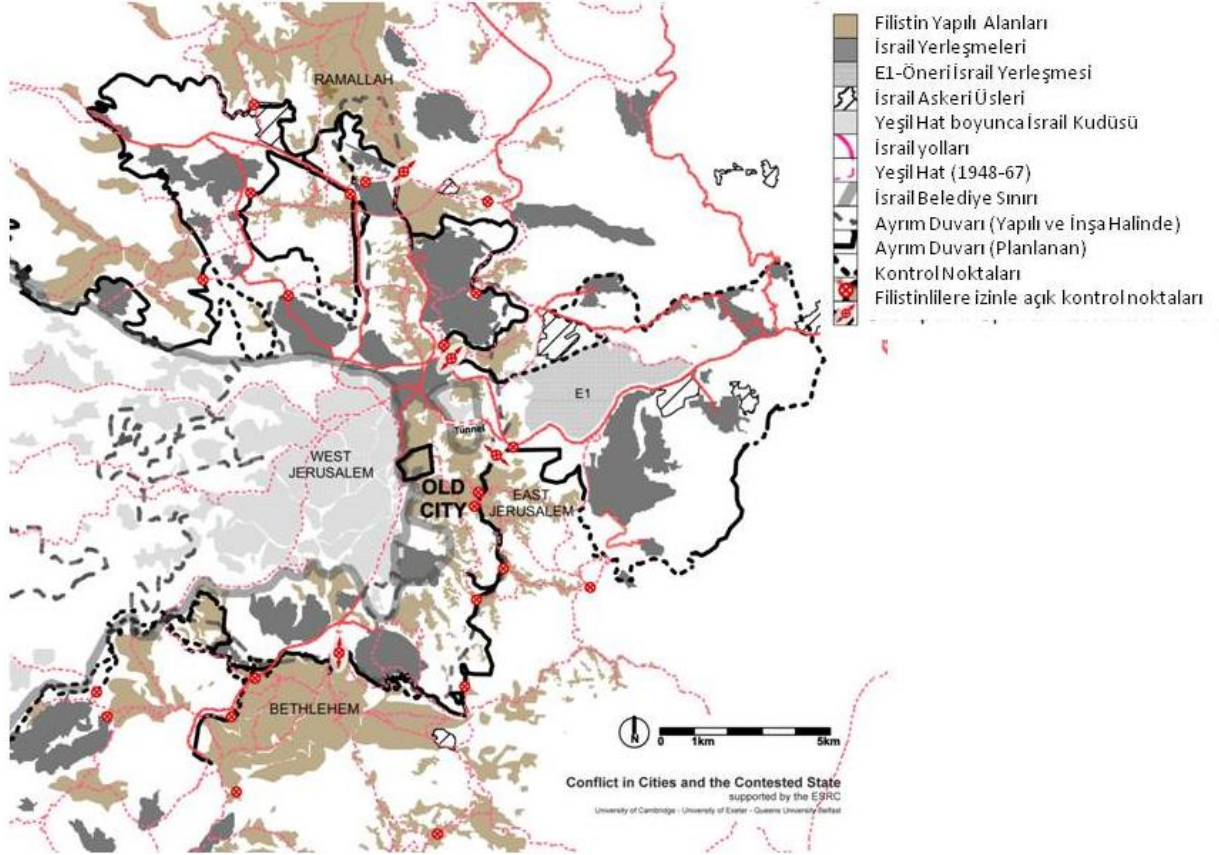 Filistin Yapılı Alanları
İsrail Yerleşmeleri
E1-Öneri İsrail Yerleşmesi
İsrail Askeri Üsleri
Yeşil Hat boyunca İsrail Kudüsü
İsrail yolları
Yeşil Hat (1948-67)
İsrail Belediye Sınırı
Ayrım Duvarı (Yapılı ve İnşa Halinde)
Ayrım Duvarı (Planlanan)
Kontrol Noktaları
Filistinlilere izinle açık kontrol noktaları
RAMALLAH
E1
Tunnel
WEST
JERUSALEM
OLD
CITY
EAST
JERUSALEM
BETHLEHEM
N
0 1km 5km
Conflict in Cities and the Contested State
supported by the ESRC
University of Cambridge - University of Exeter - Queens University Belfast